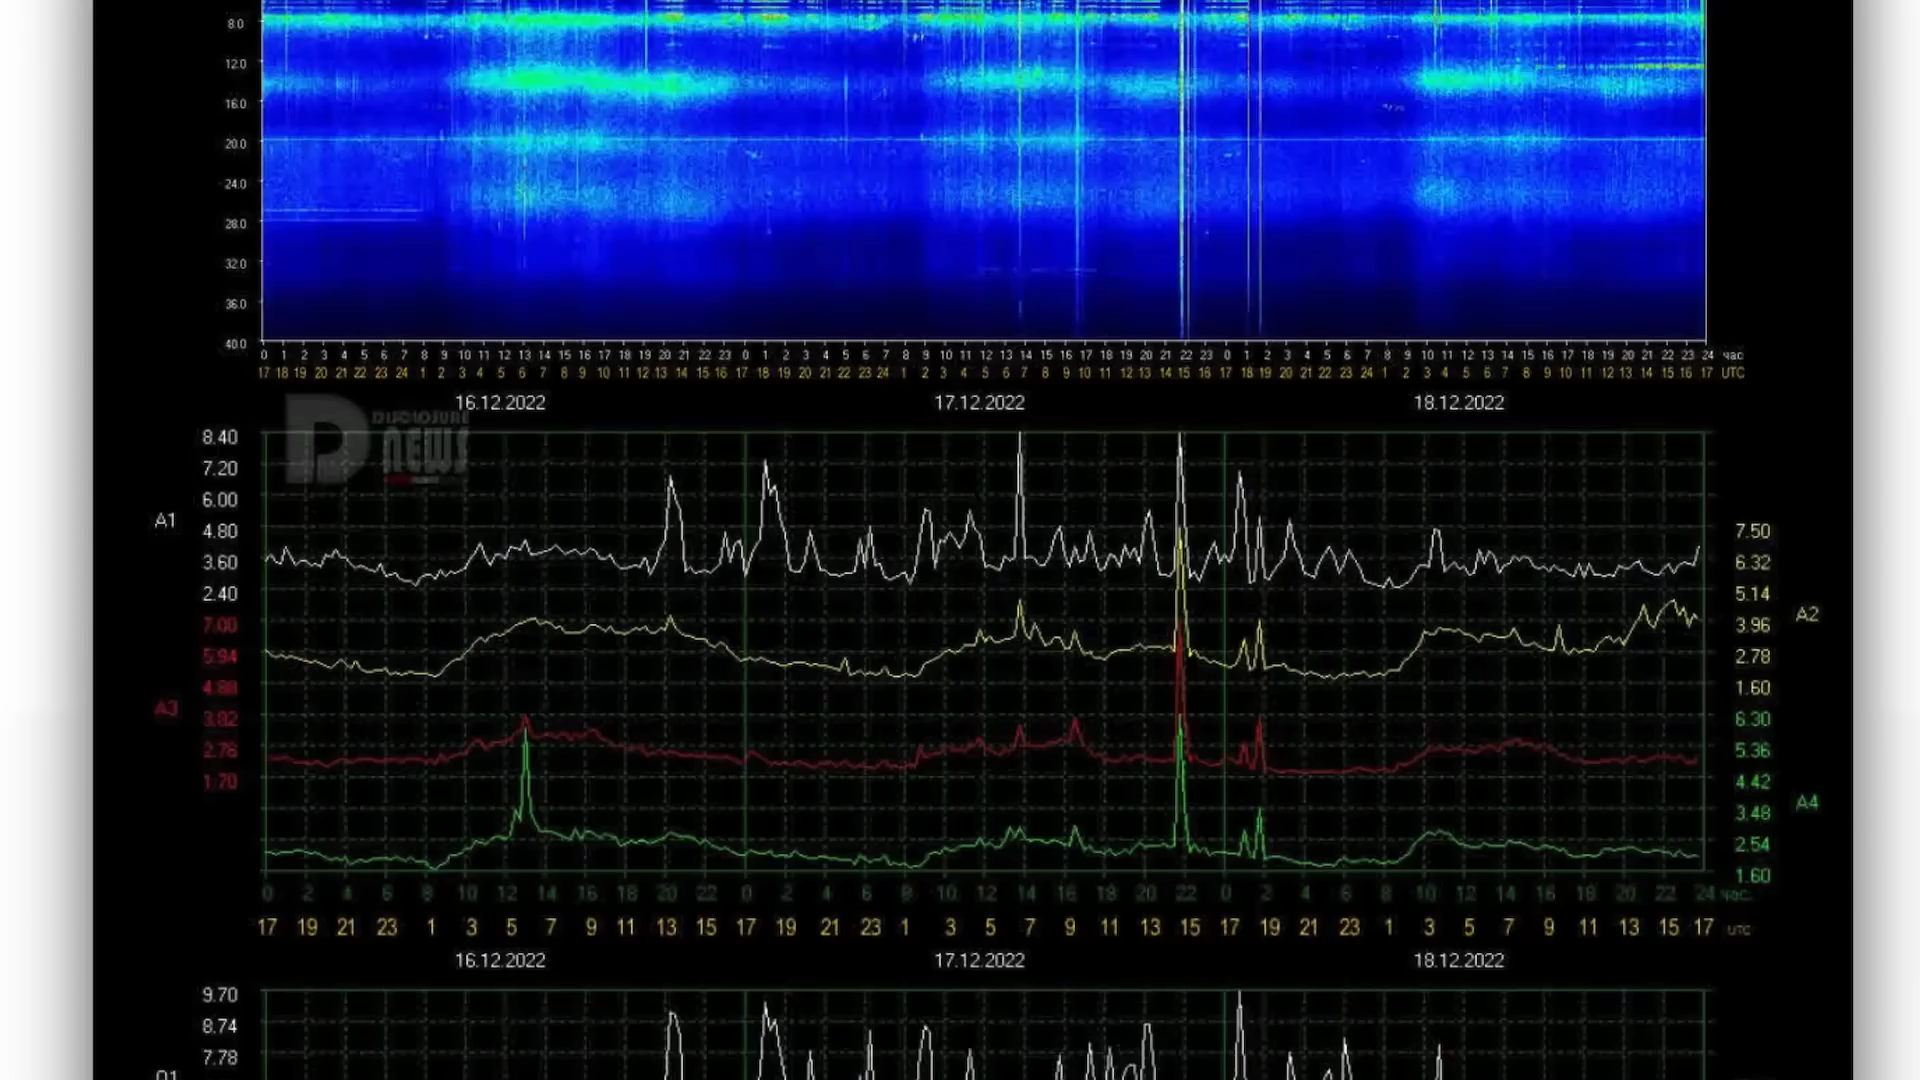 8.0
12.0
16.0
20.0
24.0
28.0
32.0
36.0
40.0
0 1 2 3 4 5 6 7 8 9 10 11 12 13 14 15 16 17 18 19 20 21 22 23 0 1 2 3 4 5 6 7 8 9 10 11 12 13 14 15 16 17 18 19 20 21 22 23 0 1 2 3 4 5 6 7 8 9 10 11 12 13 14 15 16 17 18 19 20 21 22 23 24 час
17 18 19 20 21 22 23 24 1 2 3 4 5 6 7 8 9 10 11 12 13 14 15 16 17 18 19 20 21 22 23 24 1 2 3 4 5 6 7 8 9 10 11 12 13 14 15 16 17 18 19 20 21 22 23 24 1 2 3 4 5 6 7 8 9 10 11 12 13 14 15 16 17 UTC
16.12.2022 17.12.2022 18.12.2022
D DISCLOSURE
NEWS
8.40
7.20
6.00
A1
4.80 7.50
3.60 6.32
2.40 5.14
7.00 3.96 A2
5.94 2.78
4.88 1.60
A3 3.82 6.30
2.76 5.36
1.70 4.42
3.48 A4
2.54
1.60
0 2 4 6 8 10 12 14 16 18 20 22 0 2 4 6 8 10 12 14 16 18 20 22 0 2 4 6 8 10 12 14 16 18 20 22 24 час.
17 19 21 23 1 3 5 7 9 11 13 15 17 19 21 23 1 3 5 7 9 11 13 15 17 19 21 23 1 3 5 7 9 11 13 15 17 UTC
16.12.2022 17.12.2022 18.12.2022
9.70
8.74
7.78